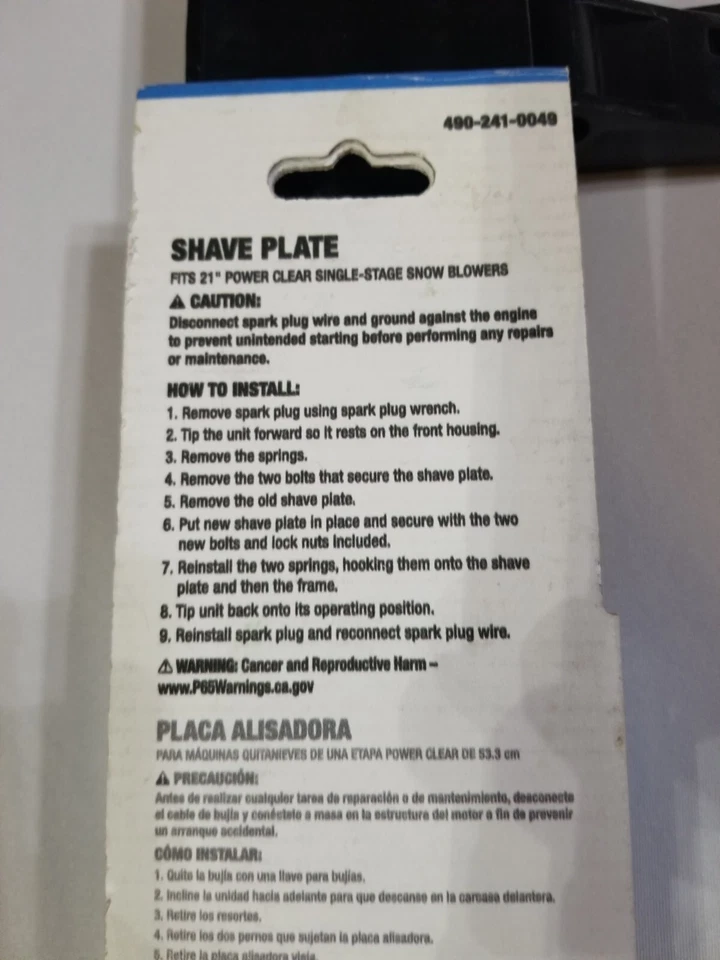 490-241-0049
SHAVE PLATE
FITS 21" POWER CLEAR SINGLE-STAGE SNOW BLOWERS
⚠ CAUTION:
Disconnect spark plug wire and ground against the engine
to prevent unintended starting before performing any repairs
or maintenance.
HOW TO INSTALL:
1. Remove spark plug using spark plug wrench.
2. Tip the unit forward so it rests on the front housing.
3. Remove the springs.
4. Remove the two bolts that secure the shave plate.
5. Remove the old shave plate.
6. Put new shave plate in place and secure with the two
new bolts and lock nuts included.
7. Reinstall the two springs, hooking them onto the shave
plate and then the frame.
8. Tip unit back onto its operating position.
9. Reinstall spark plug and reconnect spark plug wire.
⚠ WARNING: Cancer and Reproductive Harm –
www.P65Warnings.ca.gov
PLACA ALISADORA
PARA MÁQUINAS QUITANIEVES DE UNA ETAPA POWER CLEAR DE 53.3 cm
⚠ PRECAUCIÓN:
Antes de realizar cualquier tarea de reparación o de mantenimiento, desconecte
el cable de bujía y conéctelo a masa en la estructura del motor a fin de prevenir
un arranque accidental.
CÓMO INSTALAR:
1. Quite la bujía con una llave para bujías.
2. Incline la unidad hacia adelante para que descanse en la carcasa delantera.
3. Retire los resortes.
4. Retire los dos pernos que sujetan la placa alisadora.
5. Retire la placa alisadora vieja.